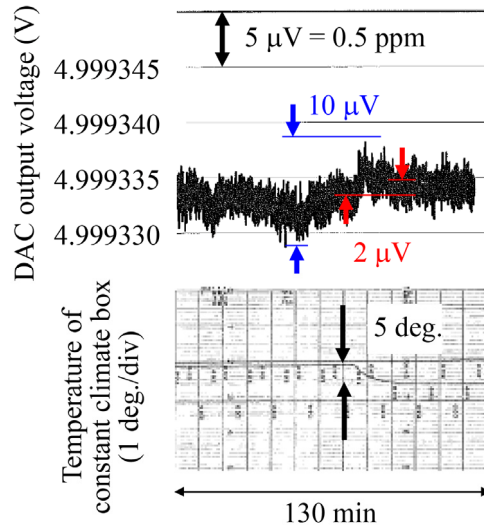 DAC output voltage (V)
5 μV = 0.5 ppm
4.999345
4.999340
4.999335
4.999330
10 μV
2 μV
Temperature of
constant climate box
(1 deg./div)
5 deg.
130 min